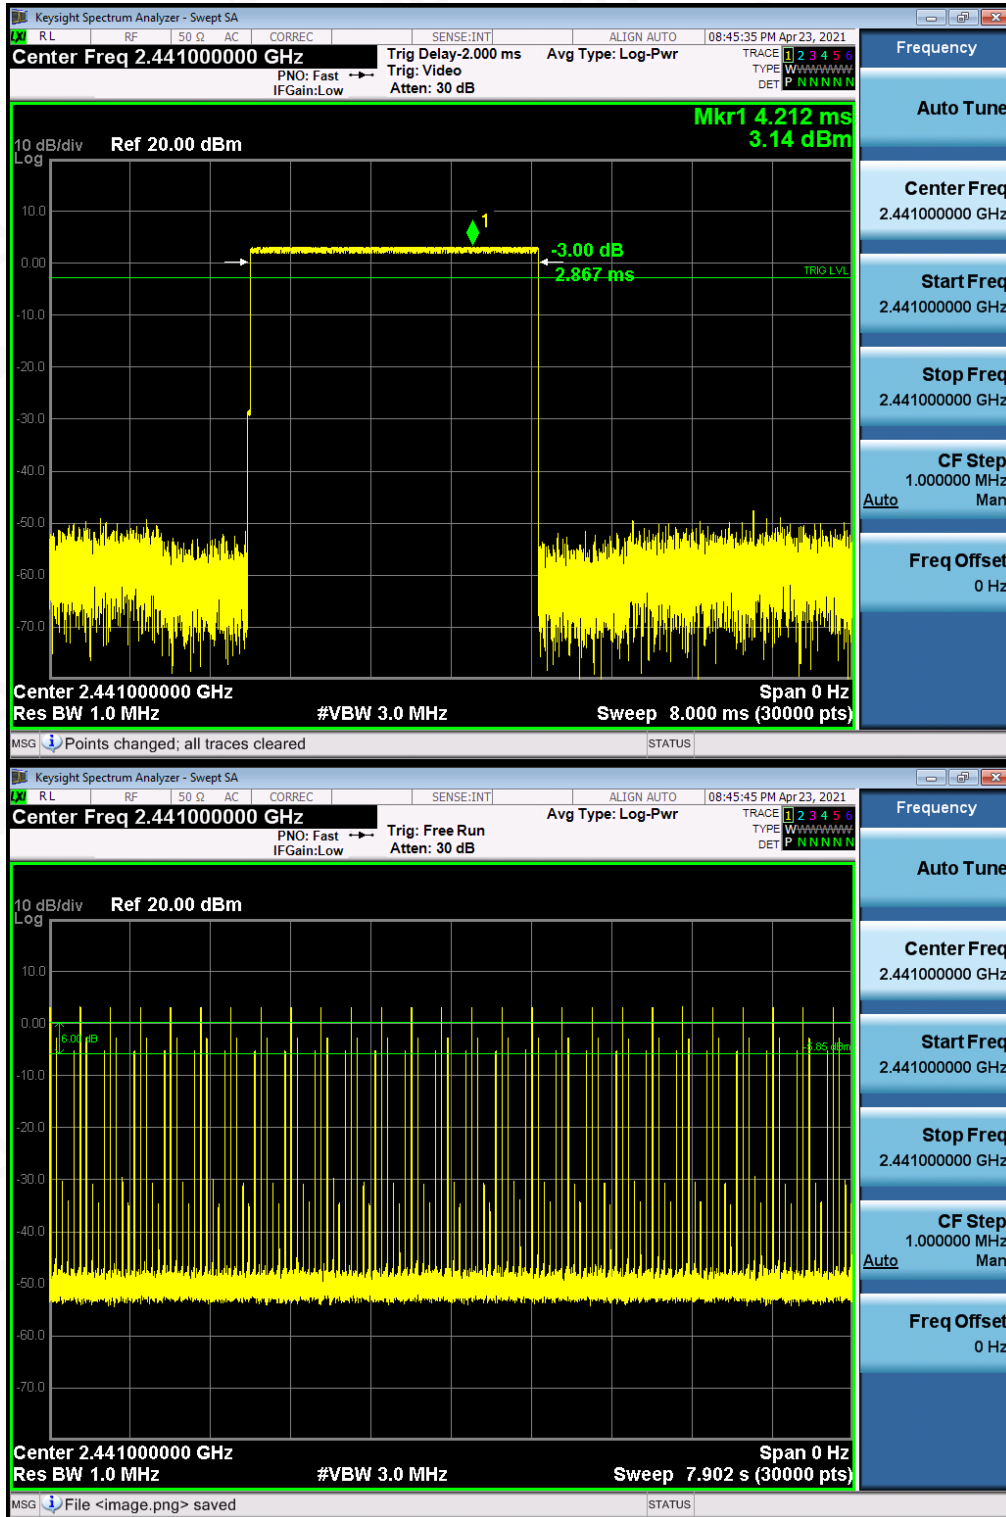 Keysight Spectrum Analyzer - Swept SA
LXI RL RF 50 Ω AC CORREC SENSE:INT ALIGN AUTO 08:45:35 PM Apr 23, 2021
Center Freq 2.441000000 GHz
PNO: Fast
IFGain:Low
Trig Delay-2.000 ms
Trig: Video
Atten: 30 dB
Avg Type: Log-Pwr
TRACE 1 2 3 4 5 6
TYPE WWWWWW
DET P N N N N N
Frequency
Auto Tune
Center Freq
2.441000000 GHz
Start Freq
2.441000000 GHz
Stop Freq
2.441000000 GHz
CF Step
1.000000 MHz
Auto Man
Freq Offset
0 Hz
Mkr1 4.212 ms
3.14 dBm
10 dB/div Ref 20.00 dBm
Log
10.0
1
-3.00 dB
0.00
2.867 ms
TRIG LVL
-10.0
-20.0
-30.0
-40.0
-50.0
-60.0
-70.0
Center 2.441000000 GHz Span 0 Hz
Res BW 1.0 MHz #VBW 3.0 MHz Sweep 8.000 ms (30000 pts)
MSG Points changed; all traces cleared STATUS
Keysight Spectrum Analyzer - Swept SA
LXI RL RF 50 Ω AC CORREC SENSE:INT ALIGN AUTO 08:45:45 PM Apr 23, 2021
Center Freq 2.441000000 GHz
PNO: Fast
IFGain:Low
Trig: Free Run
Atten: 30 dB
Avg Type: Log-Pwr
TRACE 1 2 3 4 5 6
TYPE WWWWWW
DET P N N N N N
Frequency
Auto Tune
Center Freq
2.441000000 GHz
Start Freq
2.441000000 GHz
Stop Freq
2.441000000 GHz
CF Step
1.000000 MHz
Auto Man
Freq Offset
0 Hz
10 dB/div Ref 20.00 dBm
Log
10.0
0.00
6.00 dB
-10.0
-20.0
-30.0
-40.0
-50.0
-60.0
-70.0
Center 2.441000000 GHz Span 0 Hz
Res BW 1.0 MHz #VBW 3.0 MHz Sweep 7.902 s (30000 pts)
MSG File <image.png> saved STATUS